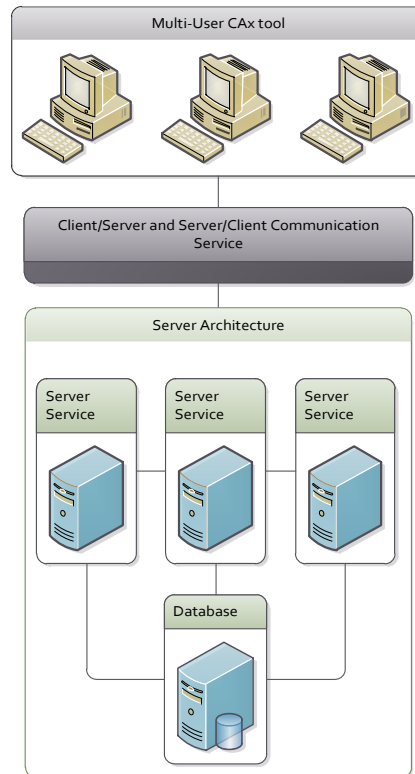 Multi-User CAx tool
Client/Server and Server/Client Communication
Service
Server Architecture
Server
Service
Server
Service
Server
Service
Database